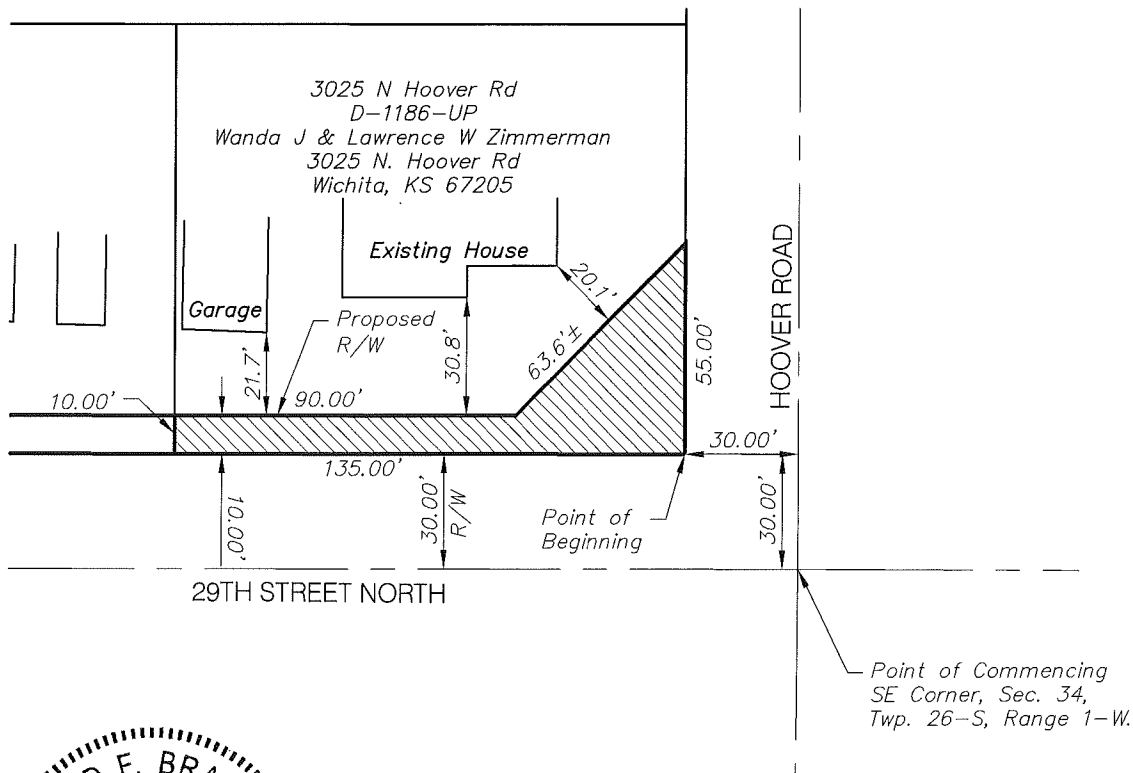 3025 N Hoover Rd
D-1186-UP
Wanda J & Lawrence W Zimmerman
3025 N. Hoover Rd
Wichita, KS 67205
Existing House
Garage
Proposed
R/W
20.1'
21.7'
30.8'
63.6'±
55.00'
HOOVER ROAD
10.00'
90.00'
30.00'
135.00'
10.00'
30.00'
R/W
Point of
Beginning
30.00'
29TH STREET NORTH
Point of Commencing
SE Corner, Sec. 34,
Twp. 26-S, Range 1-W.